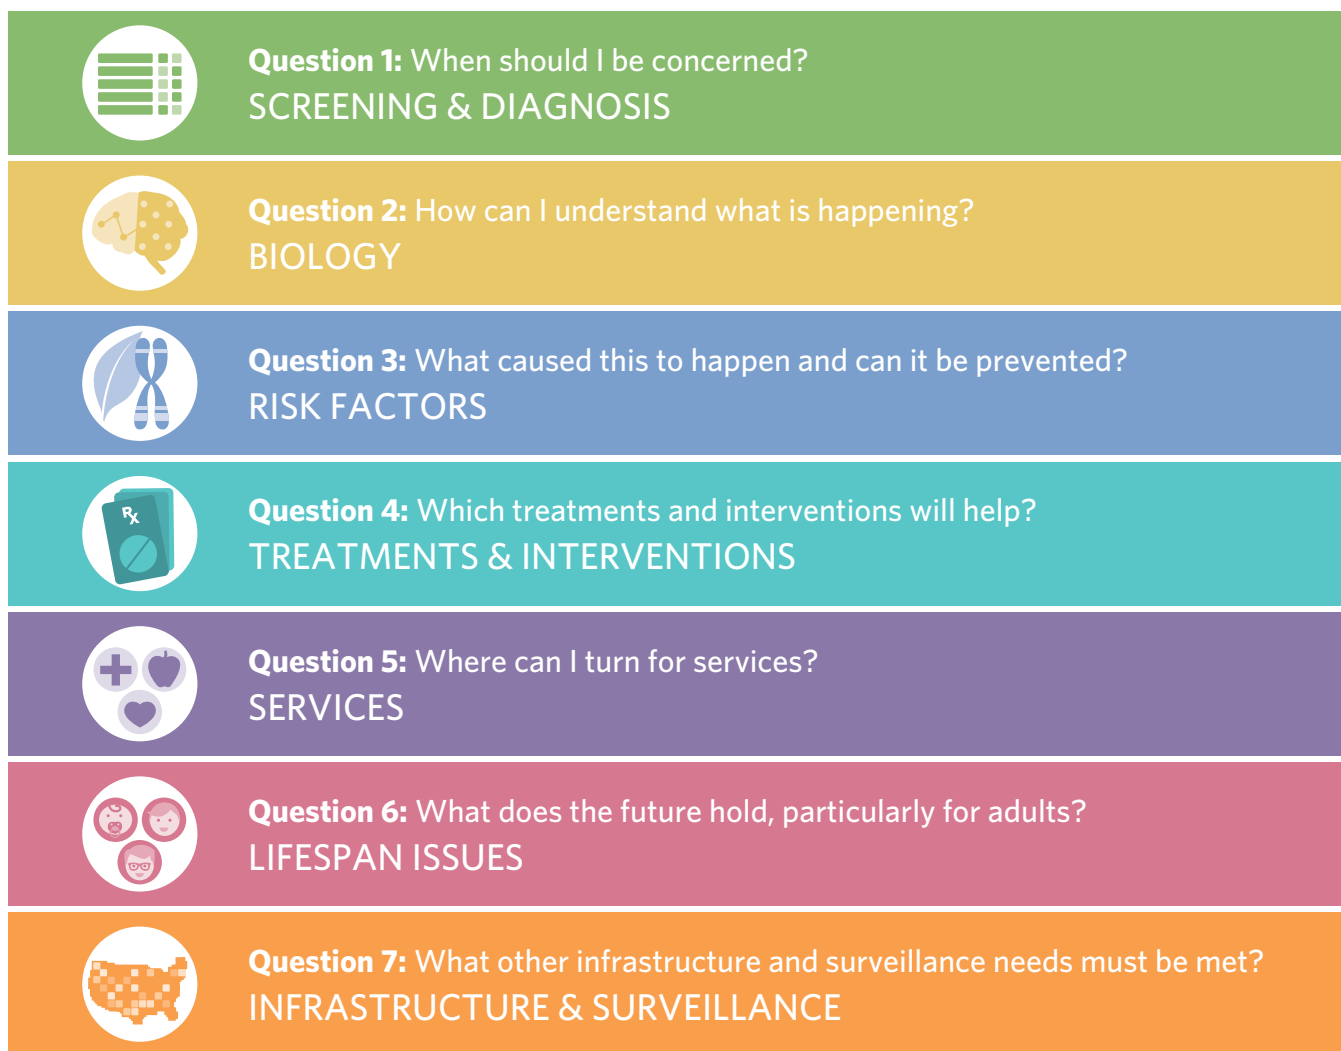 Question 1: When should I be concerned?
SCREENING & DIAGNOSIS
Question 2: How can I understand what is happening?
BIOLOGY
Question 3: What caused this to happen and can it be prevented?
RISK FACTORS
Rx
Question 4: Which treatments and interventions will help?
TREATMENTS & INTERVENTIONS
Question 5: Where can I turn for services?
SERVICES
Question 6: What does the future hold, particularly for adults?
LIFESPAN ISSUES
Question 7: What other infrastructure and surveillance needs must be met?
INFRASTRUCTURE & SURVEILLANCE